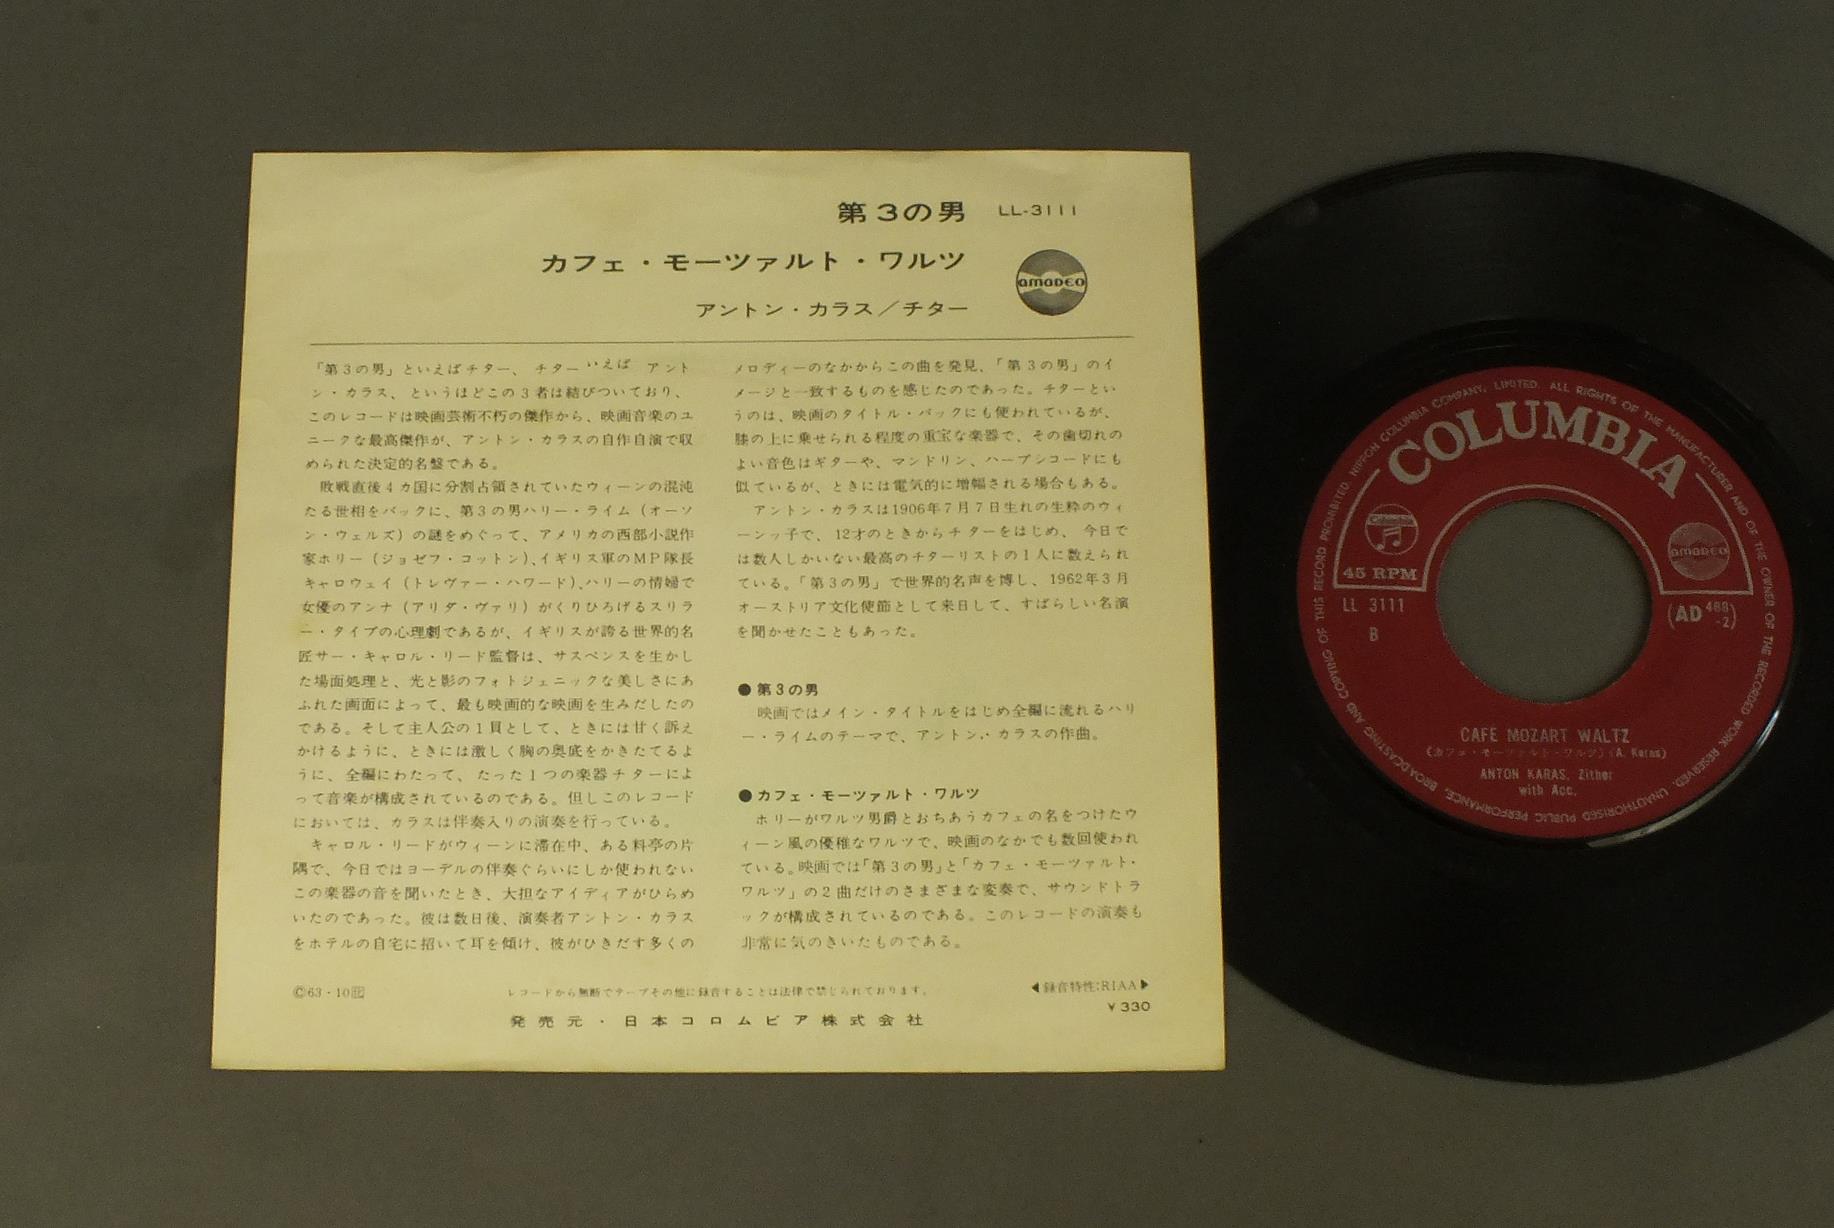 第3の男 LL-3111
カフェ・モーツァルト・ワルツ
amadeo
アントン・カラス／チター
「第3の男」といえばチター、チターいえば アント
ン・カラス、というほどこの3者は結びついており、
このレコードは映画芸術不朽の傑作から、映画音楽のユ
ニークな最高傑作が、アントン・カラスの自作自演で収
められた決定的名盤である。
敗戦直後4カ国に分割占領されていたウィーンの混沌
たる世相をバックに、第3の男ハリー・ライム（オーソ
ン・ウェルズ）の謎をめぐって、アメリカの西部小説作
家ホリー（ジョゼフ・コットン）、イギリス軍のMP隊長
キャロウェイ（トレヴァー・ハワード）、ハリーの情婦で
女優のアンナ（アリダ・ヴァリ）がくりひろげるスリラ
ー・タイプの心理劇であるが、イギリスが誇る世界的名
匠サー・キャロル・リード監督は、サスペンスを生かし
た場面処理と、光と影のフォトジェニックな美しさにあ
ふれた画面によって、最も映画的な映画を生みだしたの
である。そして主人公の1員として、ときには甘く訴え
かけるように、ときには激しく胸の奥底をかきたてるよ
うに、全編にわたって、たった1つの楽器チターによ
って音楽が構成されているのである。但しこのレコード
においては、カラスは伴奏入りの演奏を行っている。
キャロル・リードがウィーンに滞在中、ある料亭の片
隅で、今日ではヨーデルの伴奏ぐらいにしか使われない
この楽器の音を聞いたとき、大担なアイディアがひらめ
いたのであった。彼は数日後、演奏者アントン・カラス
をホテルの自宅に招いて耳を傾け、彼がひきだす多くの
メロディーのなかからこの曲を発見、「第3の男」のイ
メージと一致するものを感じたのであった。チターとい
うのは、映画のタイトル・バックにも使われているが、
膝の上に乗せられる程度の重宝な楽器で、その歯切れの
よい音色はギターや、マンドリン、ハープシコードにも
似ているが、ときには電気的に増幅される場合もある。
アントン・カラスは1906年7月7日生れの生粋のウィ
ーンッ子で、12才のときからチターをはじめ、今日で
は数人しかいない最高のチターリストの1人に数えられ
ている。「第3の男」で世界的名声を博し、1962年3月
オーストリア文化使節として来日して、すばらしい名演
を聞かせたこともあった。
●第3の男
映画ではメイン・タイトルをはじめ全編に流れるハリ
ー・ライムのテーマで、アントン・カラスの作曲。
●カフェ・モーツァルト・ワルツ
ホリーがワルツ男爵とおちあうカフェの名をつけたウ
ィーン風の優稚なワルツで、映画のなかでも数回使われ
ている。映画では「第3の男」と「カフェ・モーツァルト・
ワルツ」の2曲だけのさまざまな変奏で、サウンドトラ
ックが構成されているのである。このレコードの演奏も
非常に気のきいたものである。
©63・10
レコードから無断でテープその他に録音することは法律で禁じられております。
◀録音特性:RIAA▶
¥330
発売元・日本コロムビア株式会社
NIPPON COLUMBIA COMPANY, LIMITED. ALL RIGHTS OF THE MANUFACTURER AND OF THE OWNER OF THE RECORDED WORK RESERVED. UNAUTHORISED PUBLIC PERFORMANCE, BROADCASTING AND COPYING OF THIS RECORD PROHIBITED
COLUMBIA
45 RPM
amadeo
LL 3111
B
(AD 488-2)
CAFE MOZART WALTZ
(カフェ・モーツァルト・ワルツ) (A. Karas)
ANTON KARAS, Zither
with Acc.